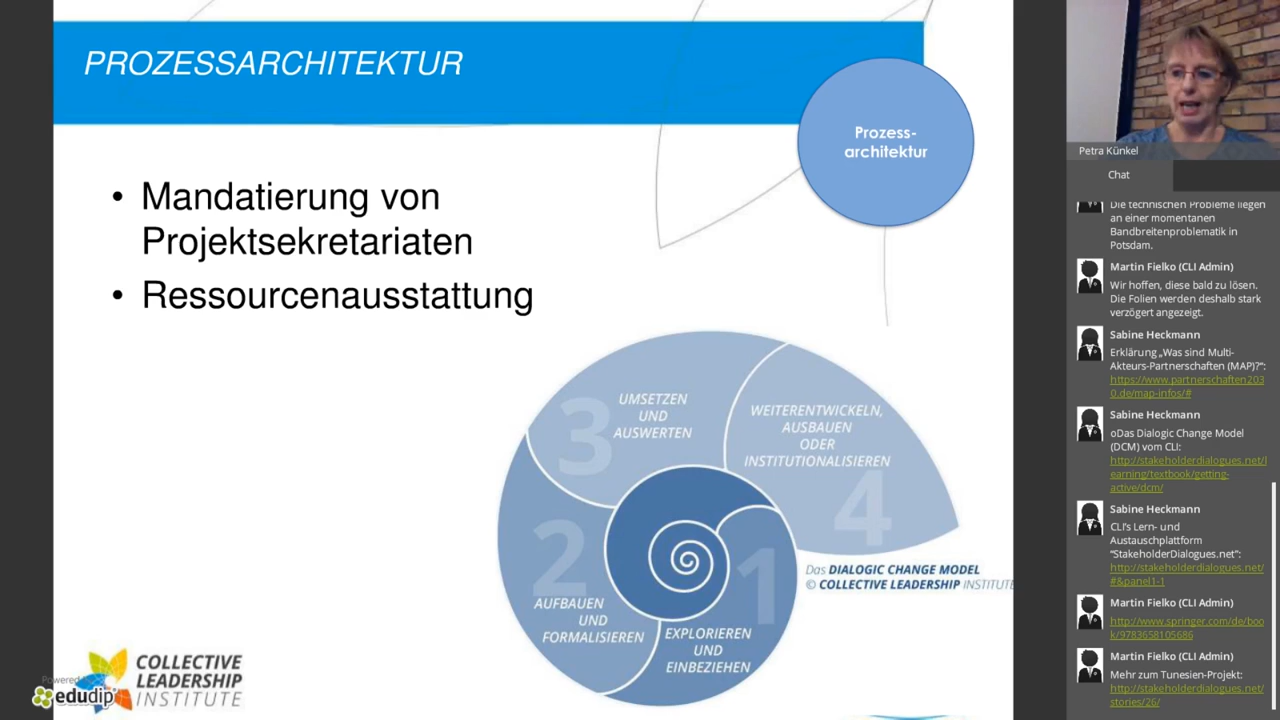 PROZESSARCHITEKTUR
Prozess-
architektur
• Mandatierung von
Projektsekretariaten
• Ressourcenausstattung
3
UMSETZEN
UND
AUSWERTEN
WEITERENTWICKELN,
AUSBAUEN
ODER
INSTITUTIONALISIEREN
4
2
AUFBAUEN
UND
FORMALISIEREN
1
EXPLORIEREN
UND
EINBEZIEHEN
Das DIALOGIC CHANGE MODEL
© COLLECTIVE LEADERSHIP INSTITUTE
COLLECTIVE
LEADERSHIP
INSTITUTE
Powered by
edudip
Petra Künkel
Chat
Die technischen Probleme liegen
an einer momentanen
Bandbreitenproblematik in
Potsdam.
Martin Fielko (CLI Admin)
Wir hoffen, diese bald zu lösen.
Die Folien werden deshalb stark
verzögert angezeigt.
Sabine Heckmann
Erklärung „Was sind Multi-
Akteurs-Partnerschaften (MAP)?“:
https://www.partnerschaften203
0.de/map-infos/#
Sabine Heckmann
oDas Dialogic Change Model
(DCM) vom CLI:
http://stakeholderdialogues.net/l
earning/textbook/getting-
active/dcm/
Sabine Heckmann
CLI’s Lern- und
Austauschplattform
“StakeholderDialogues.net”:
http://stakeholderdialogues.net/
#&panel1-1
Martin Fielko (CLI Admin)
http://www.springer.com/de/boo
k/9783658105686
Martin Fielko (CLI Admin)
Mehr zum Tunesien-Projekt:
http://stakeholderdialogues.net/
stories/26/